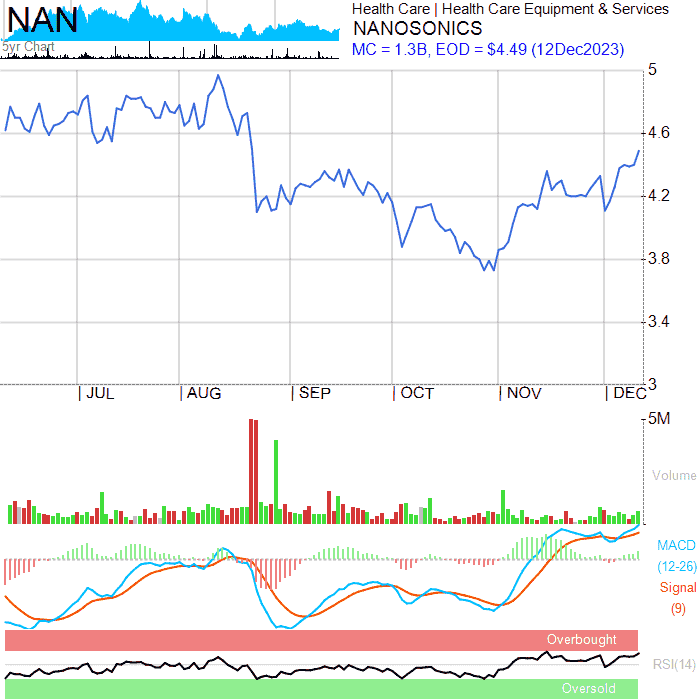 NAN
5yr Chart
Health Care | Health Care Equipment & Services
NANOSONICS
MC = 1.3B, EOD = $4.49 (12Dec2023)
5
4.6
4.2
3.8
3.4
3
JUL
AUG
SEP
OCT
NOV
DEC
5M
Volume
MACD
(12-26)
Signal
(9)
Overbought
RSI(14)
Oversold